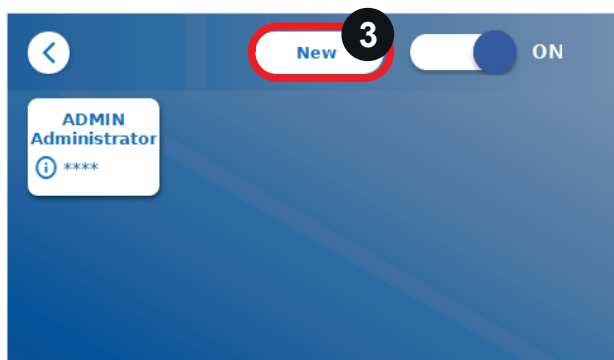 New
3
ON
ADMIN
Administrator
i ****